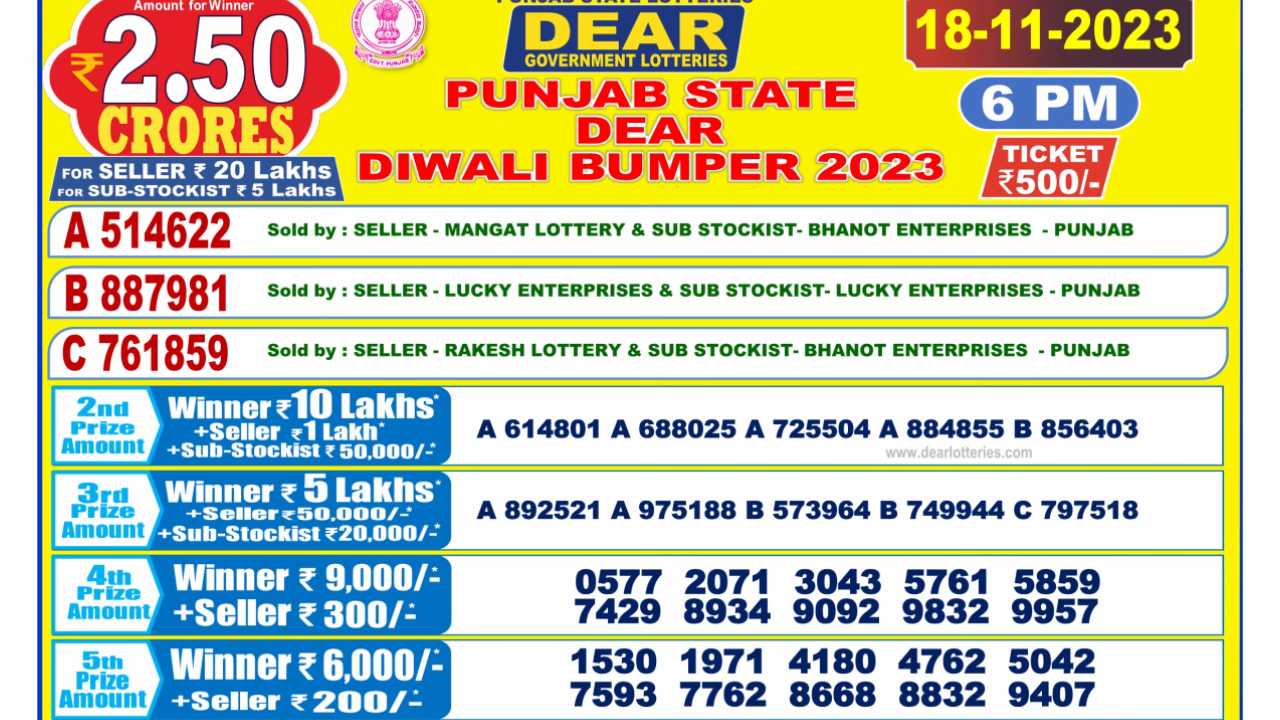 Amount for Winner
₹ 2.50
CRORES
FOR SELLER ₹ 20 Lakhs
FOR SUB-STOCKIST ₹ 5 Lakhs
GOVT. PUNJAB
PUNJAB STATE LOTTERIES
DEAR
GOVERNMENT LOTTERIES
PUNJAB STATE
DEAR
DIWALI BUMPER 2023
18-11-2023
6 PM
TICKET
₹500/-
A 514622 Sold by : SELLER - MANGAT LOTTERY & SUB STOCKIST- BHANOT ENTERPRISES - PUNJAB
B 887981 Sold by : SELLER - LUCKY ENTERPRISES & SUB STOCKIST- LUCKY ENTERPRISES - PUNJAB
C 761859 Sold by : SELLER - RAKESH LOTTERY & SUB STOCKIST- BHANOT ENTERPRISES - PUNJAB
2nd
Prize
Amount
Winner ₹10 Lakhs*
+Seller ₹1 Lakh*
+Sub-Stockist ₹ 50,000/-*
A 614801 A 688025 A 725504 A 884855 B 856403
www.dearlotteries.com
3rd
Prize
Amount
Winner ₹ 5 Lakhs*
+Seller ₹50,000/-*
+Sub-Stockist ₹20,000/-*
A 892521 A 975188 B 573964 B 749944 C 797518
4th
Prize
Amount
Winner ₹ 9,000/-*
+Seller ₹ 300/-*
0577 2071 3043 5761 5859
7429 8934 9092 9832 9957
5th
Prize
Amount
Winner ₹ 6,000/-*
+Seller ₹ 200/-*
1530 1971 4180 4762 5042
7593 7762 8668 8832 9407